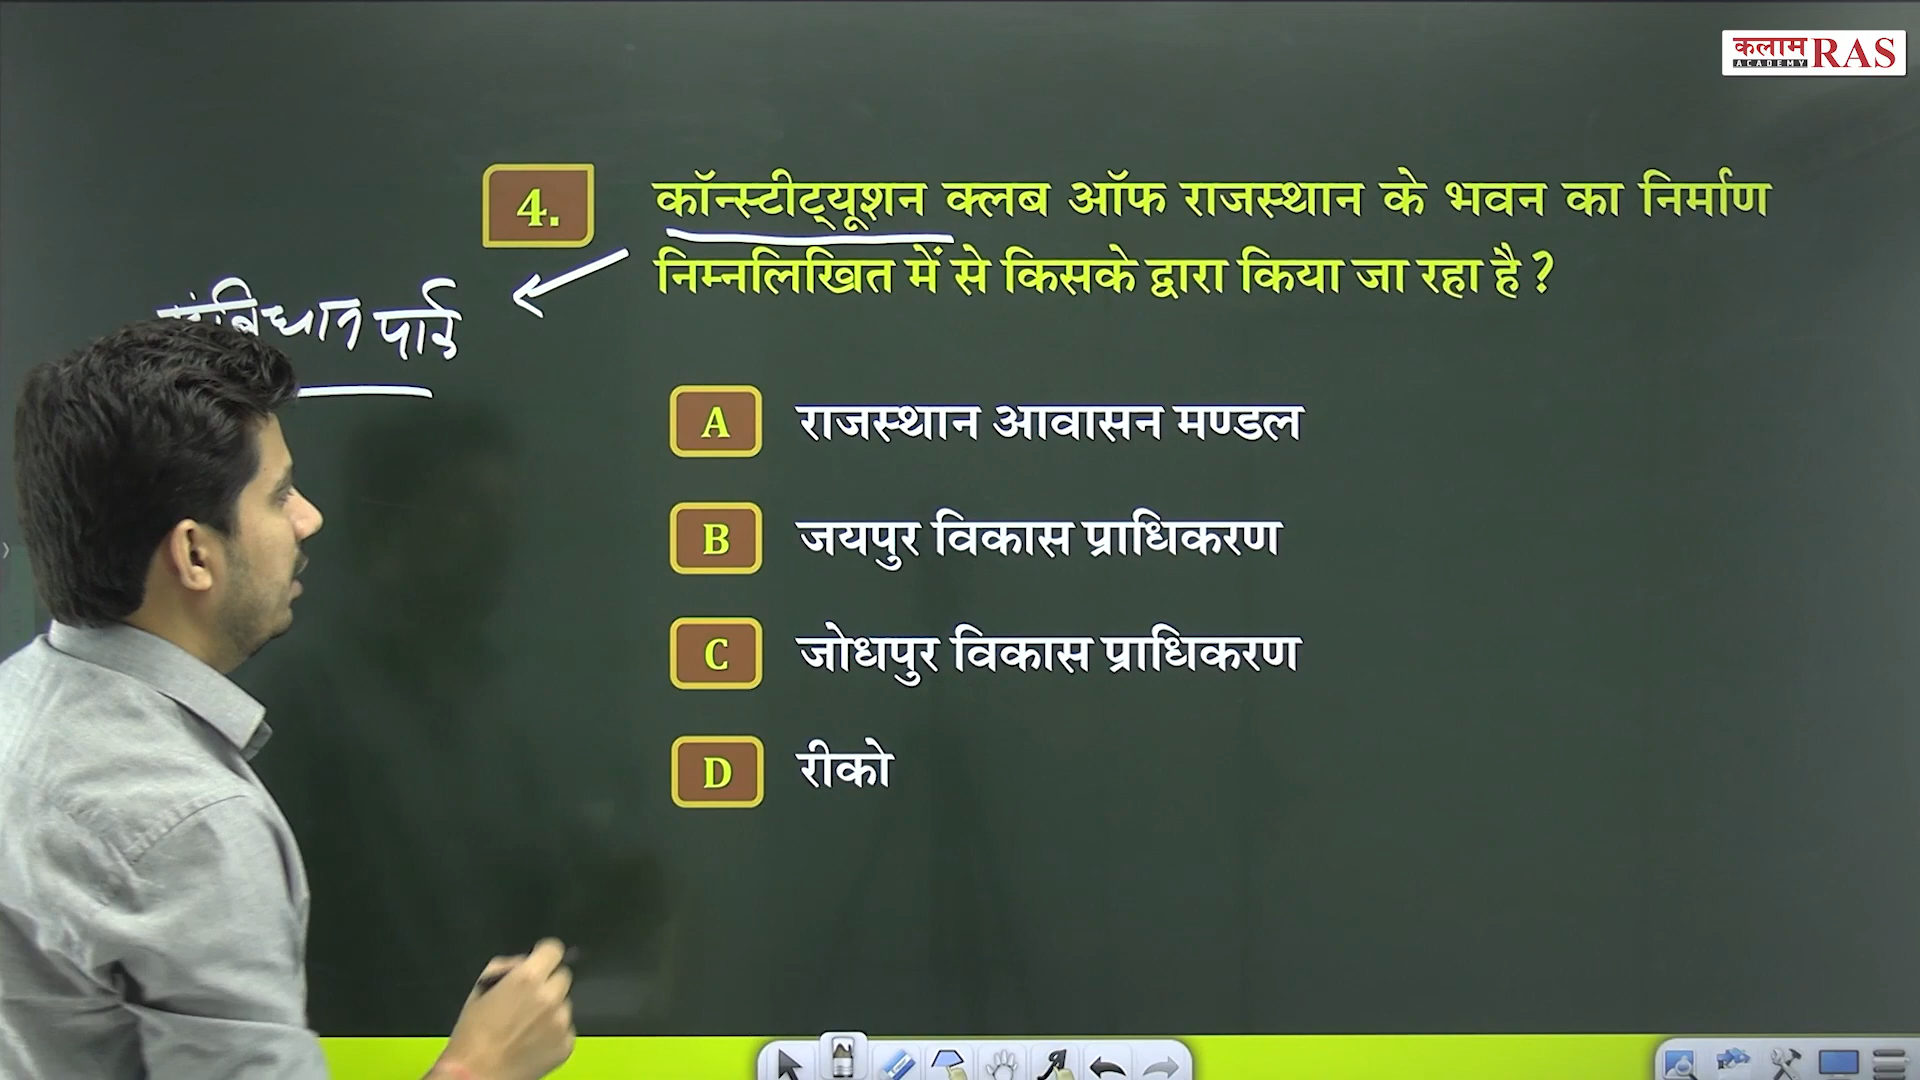 कलाम RAS
ACADEMY
4. कॉन्स्टीट्यूशन क्लब ऑफ राजस्थान के भवन का निर्माण
निम्नलिखित में से किसके द्वारा किया जा रहा है ?
पार्क
A राजस्थान आवासन मण्डल
B जयपुर विकास प्राधिकरण
C जोधपुर विकास प्राधिकरण
D रीको